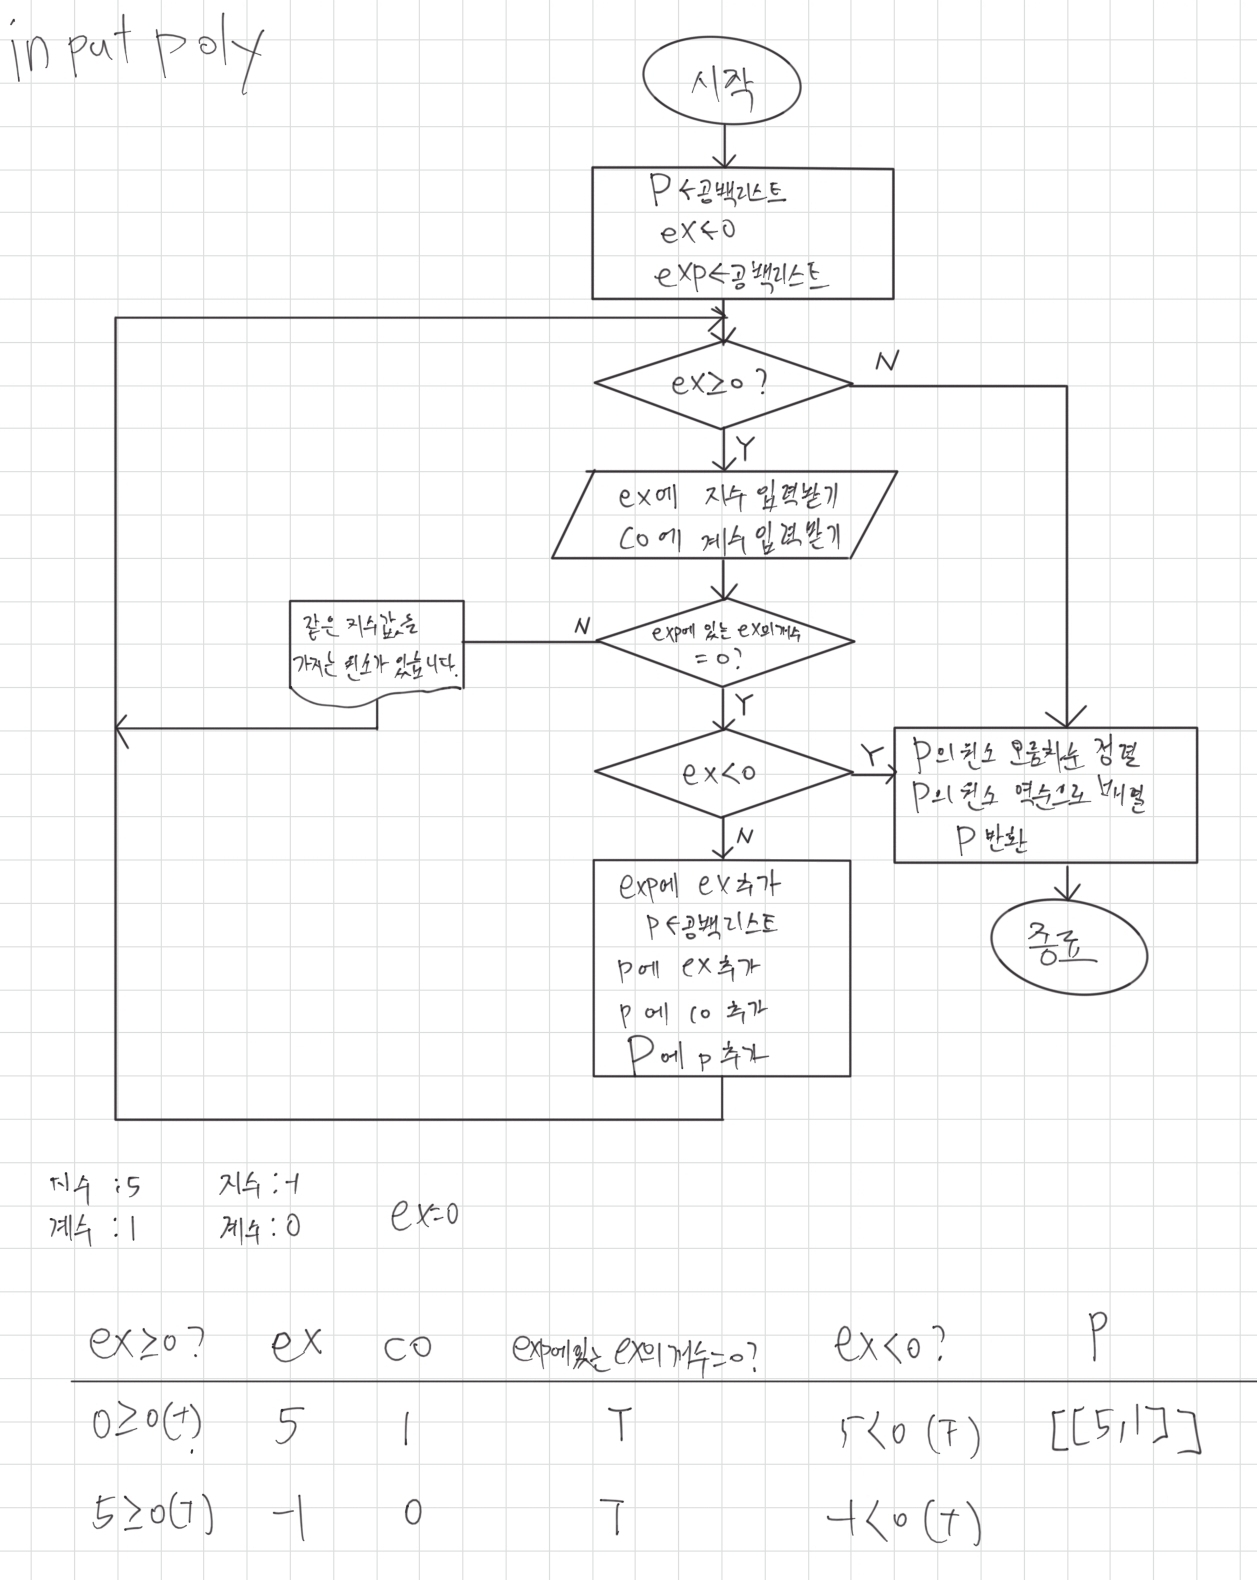 input poly
시작
P←공백리스트
ex←0
exp←공백리스트
ex≥0?
N
Y
ex에 지수 입력받기
co에 계수 입력받기
exp에 있는 ex의개수
=0?
N
같은 지수값을
가지는 원소가 있습니다.
Y
ex<0
Y
P의 원소 오름차순 정렬
P의 원소 역순으로 배열
P 반환
종료
N
exp에 ex추가
p←공백리스트
p에 ex추가
p에 co 추가
P에 p추가
지수:5 지수:-1
계수:1 계수:0 ex=0
ex≥0? ex co exp에있는 ex의개수=0? ex<0? P
0≥0(T) 5 1 T 5<0(F) [[5,1]]
5≥0(T) -1 0 T -1<0(T)